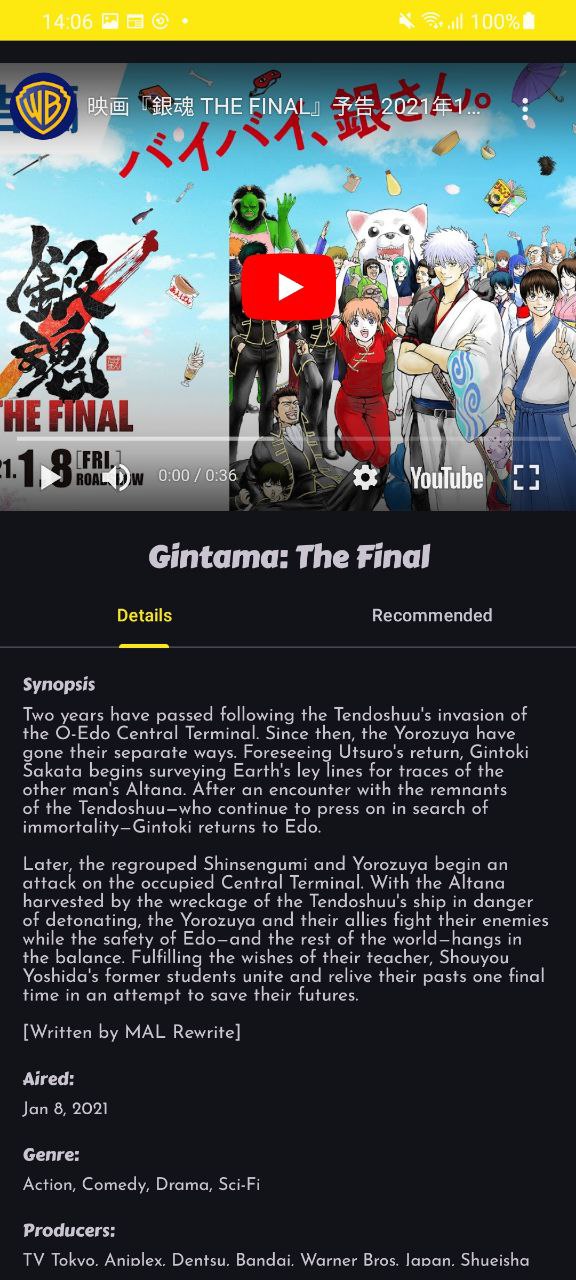 14:06
100%
WB
映画『銀魂 THE FINAL』予告 2021年1...
バイバイ、銀さん。
銀魂
THE FINAL
21.1.8 [FRI.]
ROADSHOW
0:00 / 0:36
YouTube
Gintama: The Final
Details
Recommended
Synopsis
Two years have passed following the Tendoshuu's invasion of
the O-Edo Central Terminal. Since then, the Yorozuya have
gone their separate ways. Foreseeing Utsuro's return, Gintoki
Sakata begins surveying Earth's ley lines for traces of the
other man's Altana. After an encounter with the remnants
of the Tendoshuu—who continue to press on in search of
immortality—Gintoki returns to Edo.
Later, the regrouped Shinsengumi and Yorozuya begin an
attack on the occupied Central Terminal. With the Altana
harvested by the wreckage of the Tendoshuu's ship in danger
of detonating, the Yorozuya and their allies fight their enemies
while the safety of Edo—and the rest of the world—hangs in
the balance. Fulfilling the wishes of their teacher, Shouyou
Yoshida's former students unite and relive their pasts one final
time in an attempt to save their futures.
[Written by MAL Rewrite]
Aired:
Jan 8, 2021
Genre:
Action, Comedy, Drama, Sci-Fi
Producers:
TV Tokyo, Aniplex, Dentsu, Bandai, Warner Bros. Japan, Shueisha